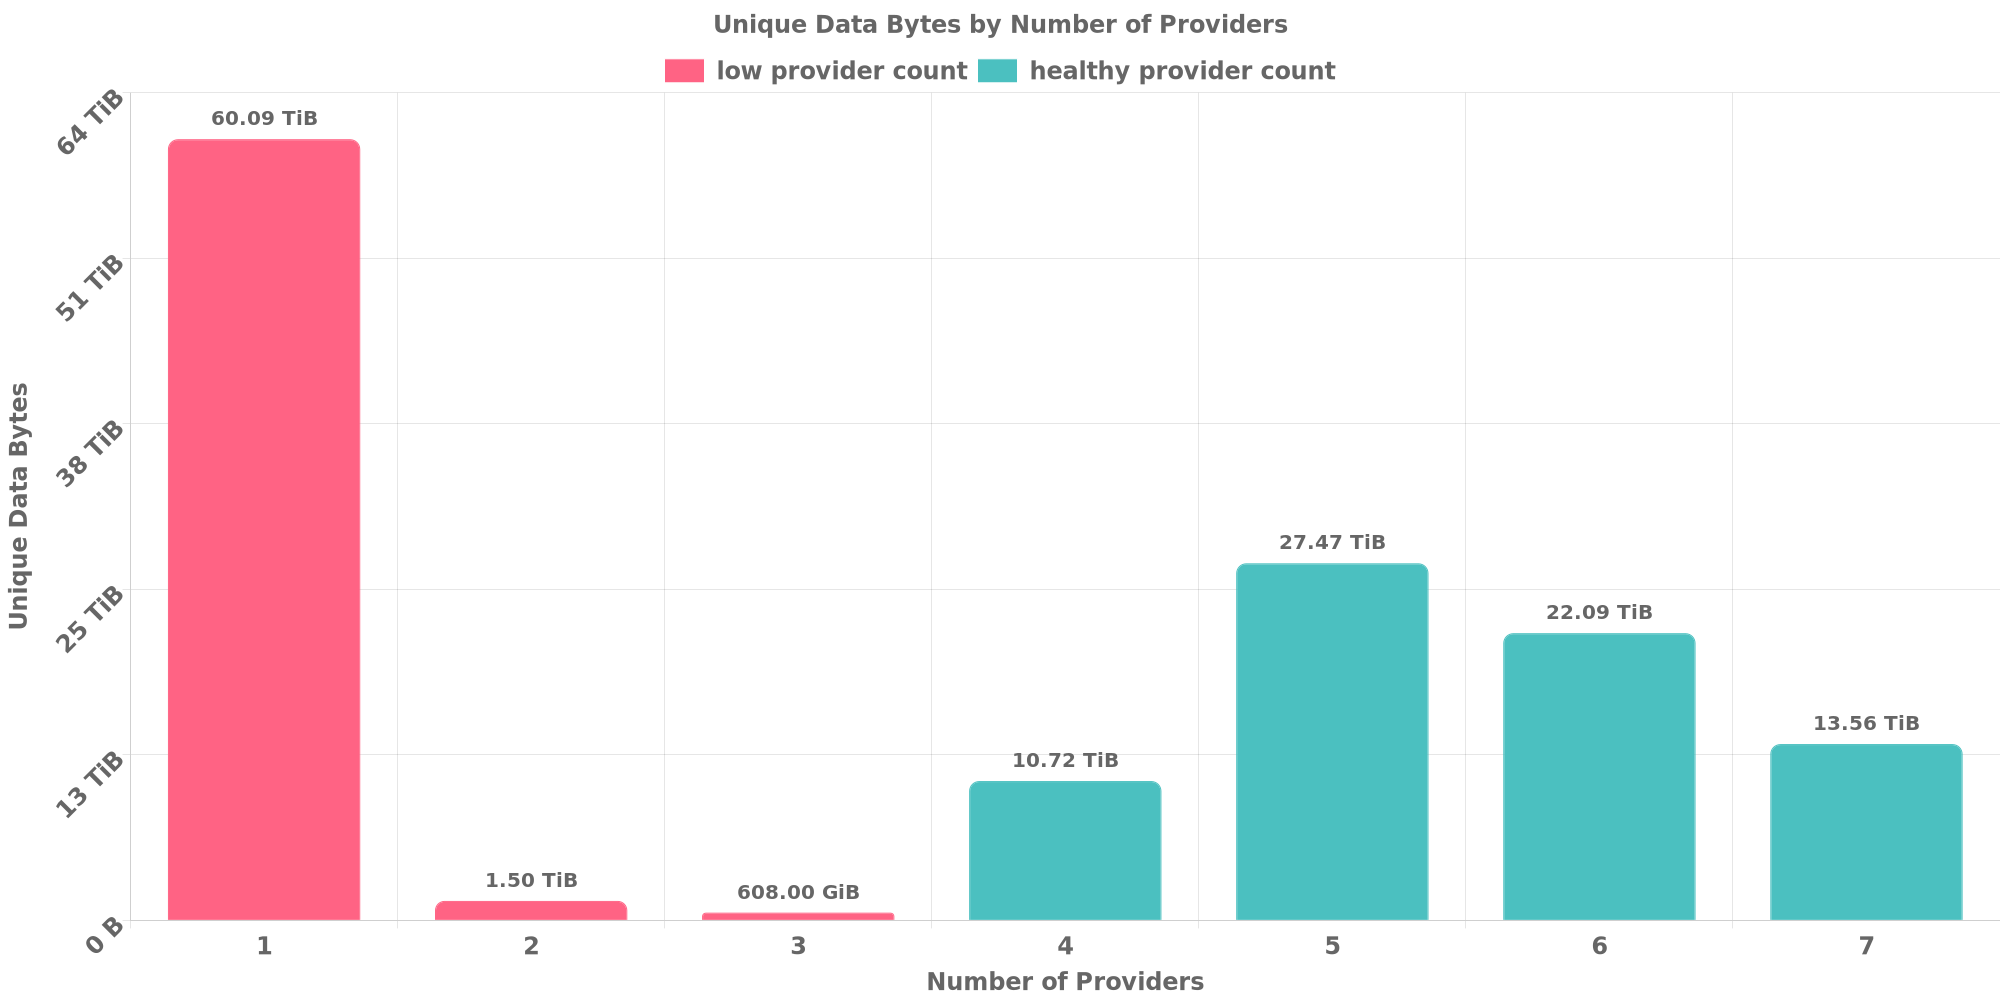 Unique Data Bytes by Number of Providers
low provider count healthy provider count
64 TiB
51 TiB
38 TiB
25 TiB
13 TiB
0 B
Unique Data Bytes
60.09 TiB
1.50 TiB
608.00 GiB
10.72 TiB
27.47 TiB
22.09 TiB
13.56 TiB
1 2 3 4 5 6 7
Number of Providers